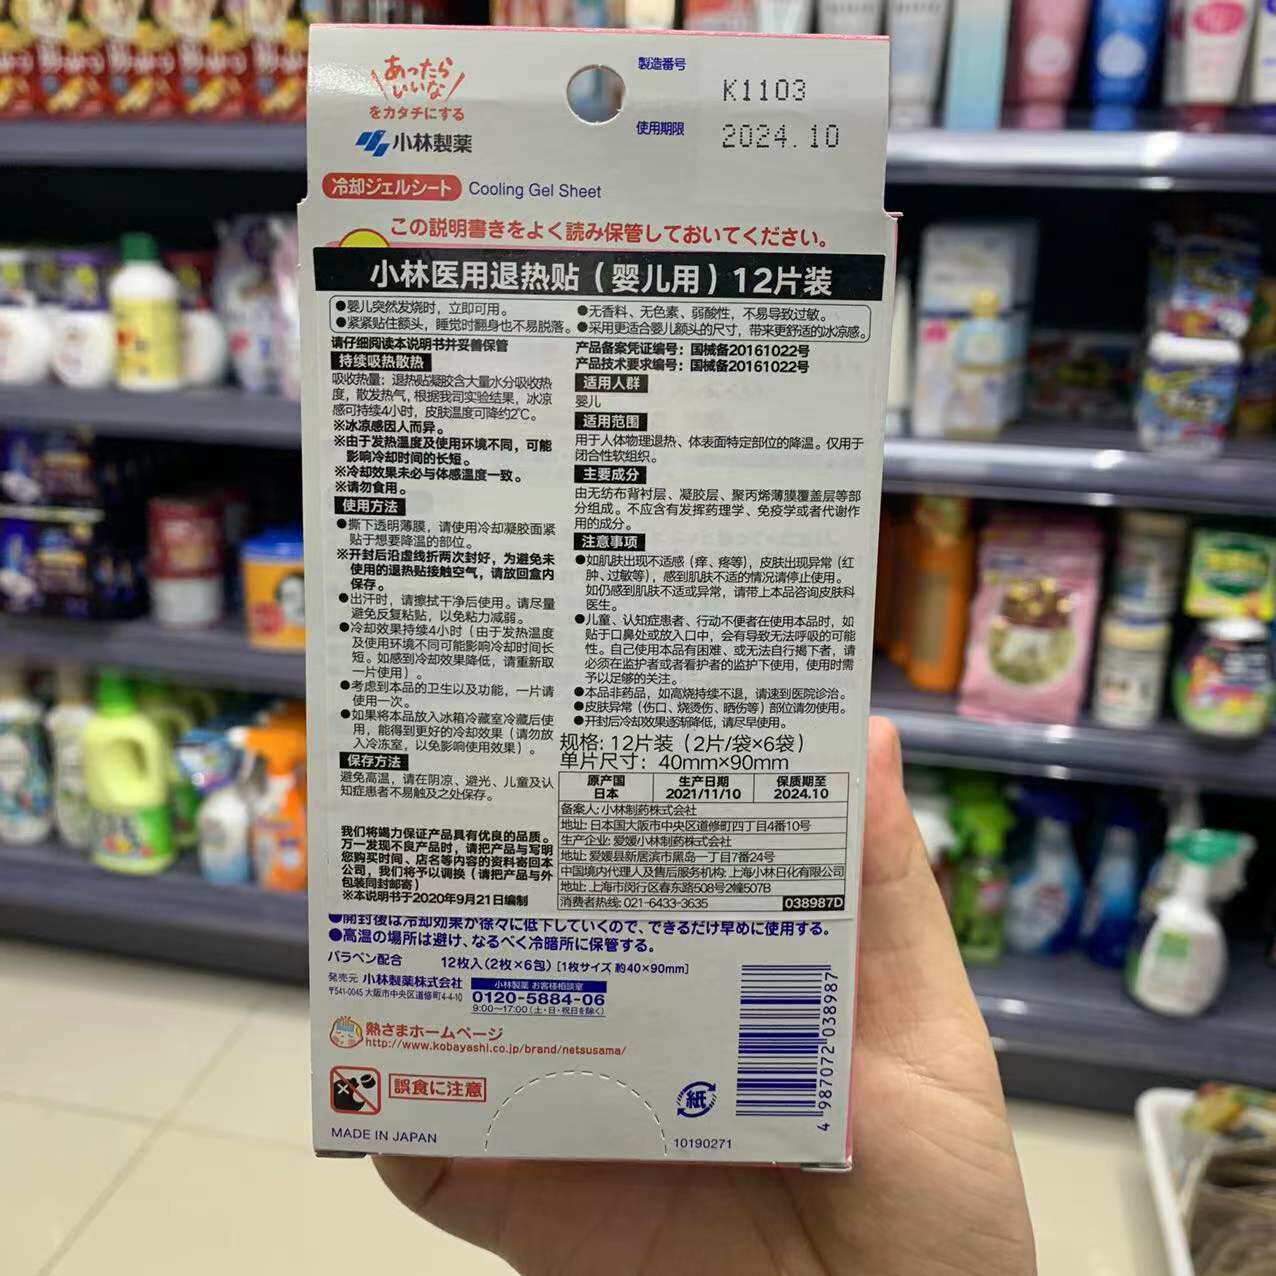 あったら
いいな
をカタチにする
小林製薬
製造番号 K1103
使用期限 2024.10
冷却ジェルシート Cooling Gel Sheet
この説明書きをよく読み保管しておいてください。
小林医用退热贴（婴儿用）12片装
●婴儿突然发烧时，立即可用。
●紧紧贴住额头，睡觉时翻身也不易脱落。
●无香料、无色素、弱酸性，不易导致过敏。
●采用更适合婴儿额头的尺寸，带来更舒适的冰凉感。
请仔细阅读本说明书并妥善保管
持续吸热散热
吸收热量：退热贴凝胶含大量水分吸收热
度，散发热气，根据我司实验结果，冰凉
感可持续4小时，皮肤温度可降约2℃。
※冰凉感因人而异。
※由于发热温度及使用环境不同，可能
影响冷却时间的长短。
※冷却效果未必与体感温度一致。
※请勿食用。
使用方法
●撕下透明薄膜，请使用冷却凝胶面紧
贴于想要降温的部位。
※开封后沿虚线折两次封好，为避免未
使用的退热贴接触空气，请放回盒内
保存。
●出汗时，请擦拭干净后使用。请尽量
避免反复粘贴，以免粘力减弱。
●冷却效果持续4小时（由于发热温度
及使用环境不同可能影响冷却时间长
短。如感到冷却效果降低，请重新取
一片使用）。
●考虑到本品的卫生以及功能，一片请
使用一次。
●如果将本品放入冰箱冷藏室冷藏后使
用，能得到更好的冷却效果（请勿放
入冷冻室，以免影响使用效果）。
保存方法
避免高温，请在阴凉、避光、儿童及认
知症患者不易触及之处保存。
我们将竭力保证产品具有优良的品质。
万一发现不良产品时，请把产品与写明
您购买时间、店名等内容的资料寄回本
公司，我们将予以调换（请把产品与外
包装同封邮寄）
※本说明书于2020年9月21日编制
产品备案凭证编号：国械备20161022号
产品技术要求编号：国械备20161022号
适用人群
婴儿
适用范围
用于人体物理退热、体表面特定部位的降温。仅用于
闭合性软组织。
主要成分
由无纺布背衬层、凝胶层、聚丙烯薄膜覆盖层等部
分组成。不应含有发挥药理学、免疫学或者代谢作
用的成分。
注意事项
●如肌肤出现不适感（痒、疼等），皮肤出现异常（红
肿、过敏等），感到肌肤不适的情况请停止使用。
如仍感到肌肤不适或异常，请带上本品咨询皮肤科
医生。
●儿童、认知症患者、行动不便者在使用本品时，如
贴于口鼻处或放入口中，会有导致无法呼吸的可能
性。自己使用本品有困难、或无法自行揭下者，请
必须在监护者或者看护者的监护下使用，使用时需
予以足够的关注。
●本品非药品，如高烧持续不退，请速到医院诊治。
●皮肤异常（伤口、烧烫伤、晒伤等）部位请勿使用。
●开封后冷却效果逐渐降低，请尽早使用。
规格：12片装（2片/袋×6袋）
单片尺寸：40mm×90mm
原产国 生产日期 保质期至
日本 2021/11/10 2024.10
备案人：小林制药株式会社
地址：日本国大阪市中央区道修町四丁目4番10号
生产企业：爱媛小林制药株式会社
地址：爱媛县新居滨市黑岛一丁目7番24号
中国境内代理人及售后服务机构：上海小林日化有限公司
地址：上海市闵行区春东路508号2幢507B
消费者热线：021-6433-3635 038987D
●開封後は冷却効果が徐々に低下していくので、できるだけ早めに使用する。
●高温の場所は避け、なるべく冷暗所に保管する。
パラベン配合 12枚入（2枚×6包）[1枚サイズ 約40×90mm]
発売元 小林製薬株式会社
〒541-0045 大阪市中央区道修町4-4-10
小林製薬 お客様相談室
0120-5884-06
9:00〜17:00（土・日・祝日を除く）
熱さまホームページ
http://www.kobayashi.co.jp/brand/netsusama/
誤食に注意
紙
4 987072 038987
MADE IN JAPAN
10190271